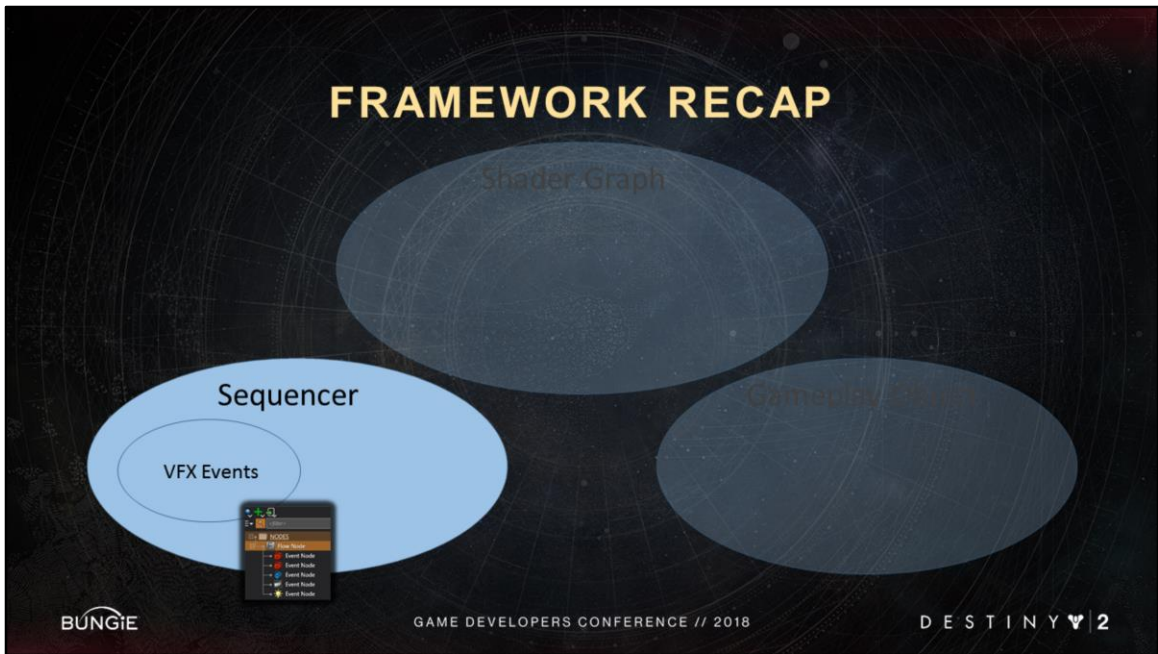 FRAMEWORK RECAP
Shader Graph
Sequencer
Gameplay
VFX Events
<Filter>
NODES
Flow Node
Event Node
Event Node
Event Node
Event Node
Event Node
BUNGiE
GAME DEVELOPERS CONFERENCE // 2018
DESTINY 2